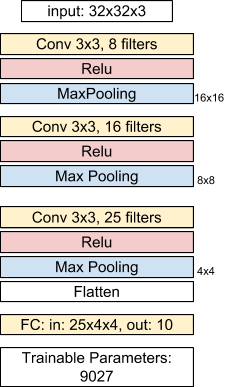 input: 32x32x3
Conv 3x3, 8 filters
Relu
MaxPooling
16x16
Conv 3x3, 16 filters
Relu
Max Pooling
8x8
Conv 3x3, 25 filters
Relu
Max Pooling
4x4
Flatten
FC: in: 25x4x4, out: 10
Trainable Parameters:
9027